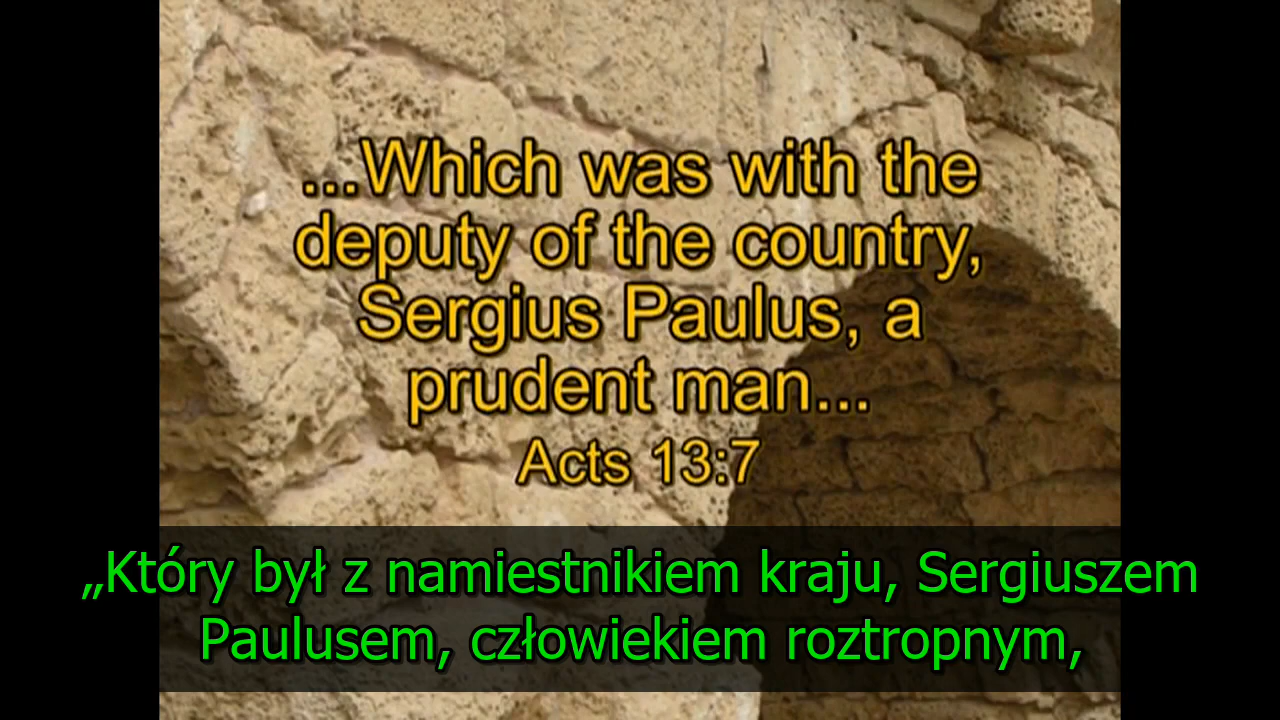 ...Which was with the
deputy of the country,
Sergius Paulus, a
prudent man...
Acts 13:7
„Który był z namiestnikiem kraju, Sergiuszem
Paulusem, człowiekiem roztropnym,